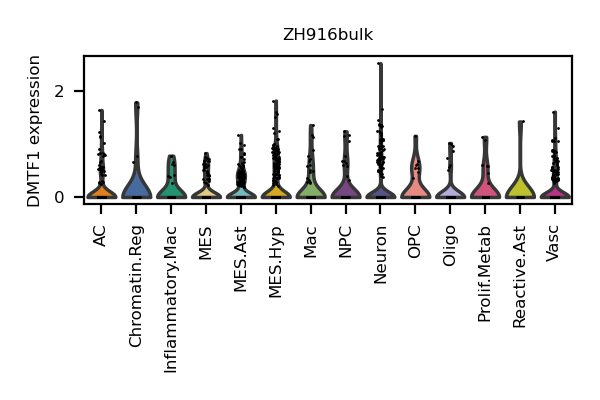 ZH916bulk
DMTF1 expression
2
0
AC
Chromatin.Reg
Inflammatory.Mac
MES
MES.Ast
MES.Hyp
Mac
NPC
Neuron
OPC
Oligo
Prolif.Metab
Reactive.Ast
Vasc